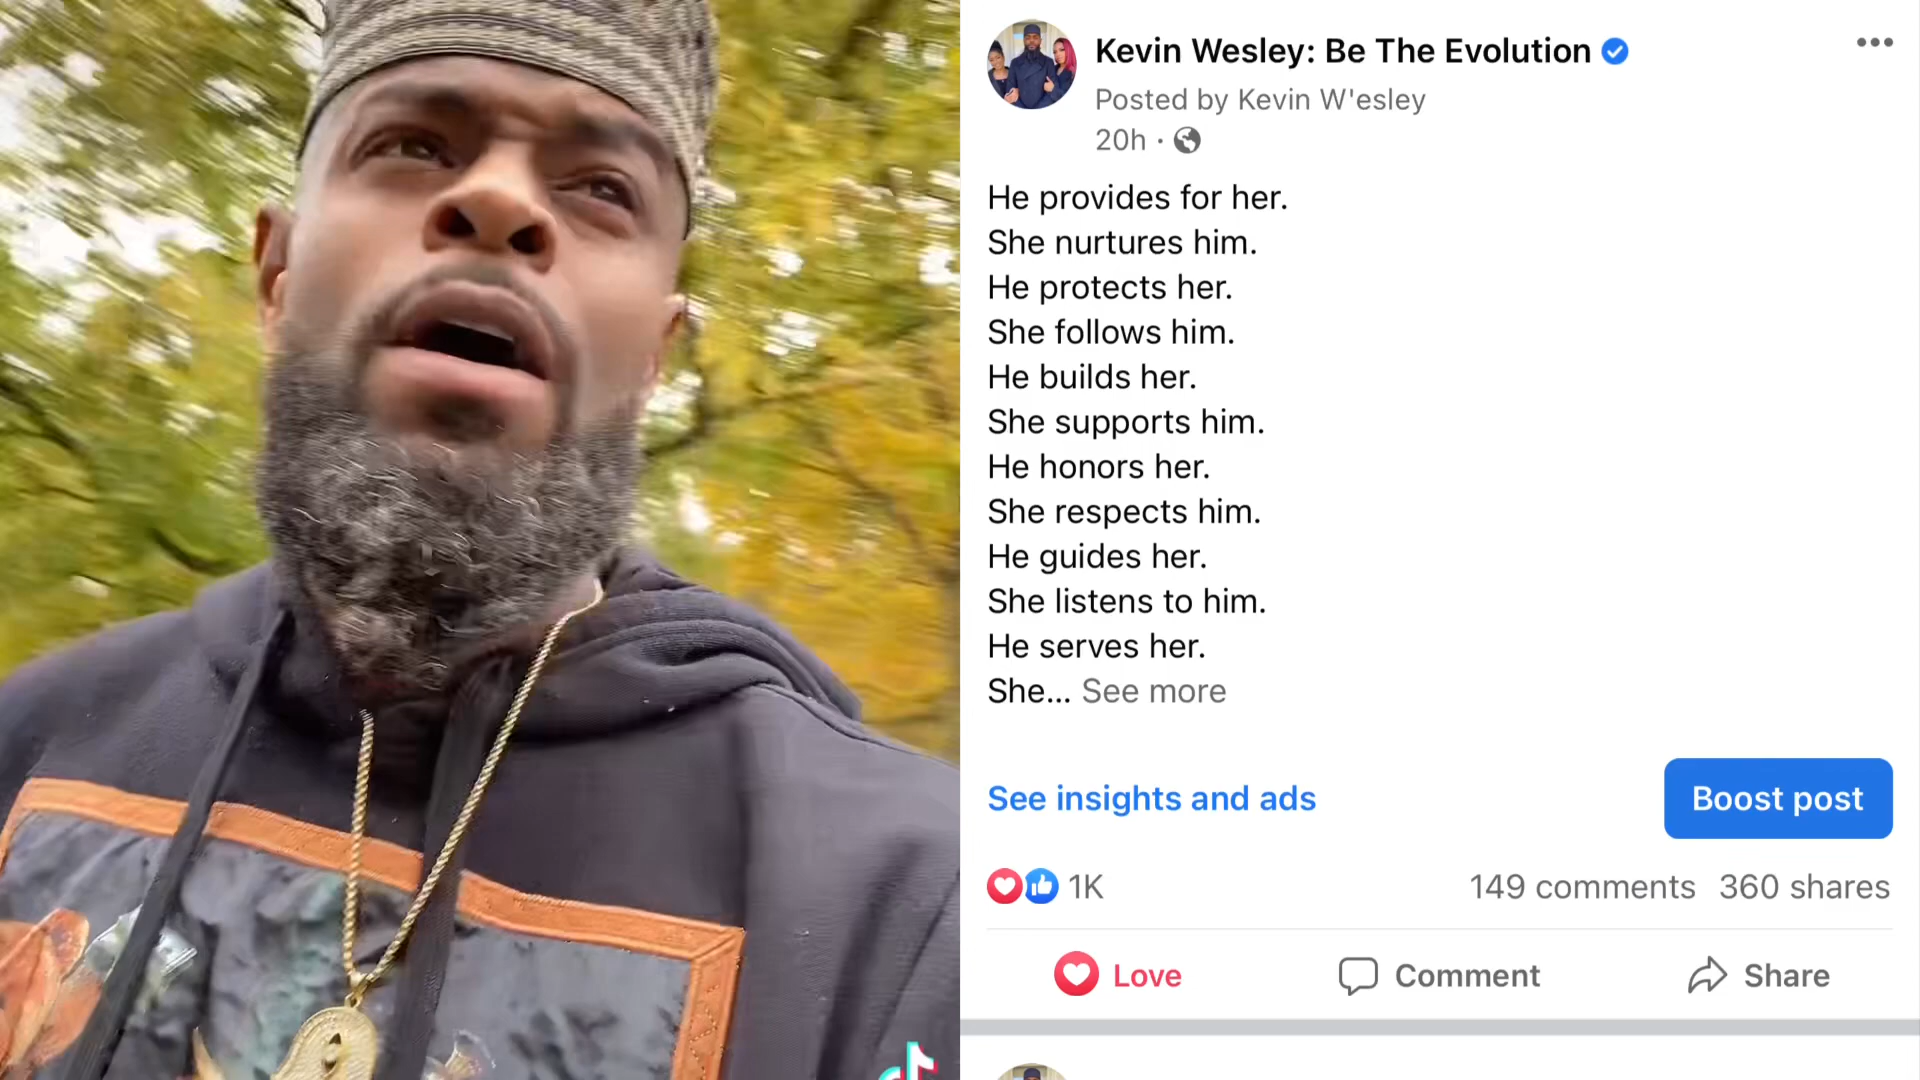 Kevin Wesley: Be The Evolution
Posted by Kevin W'esley
20h ·
He provides for her.
She nurtures him.
He protects her.
She follows him.
He builds her.
She supports him.
He honors her.
She respects him.
He guides her.
She listens to him.
He serves her.
She... See more
See insights and ads
Boost post
1K
149 comments 360 shares
Love
Comment
Share